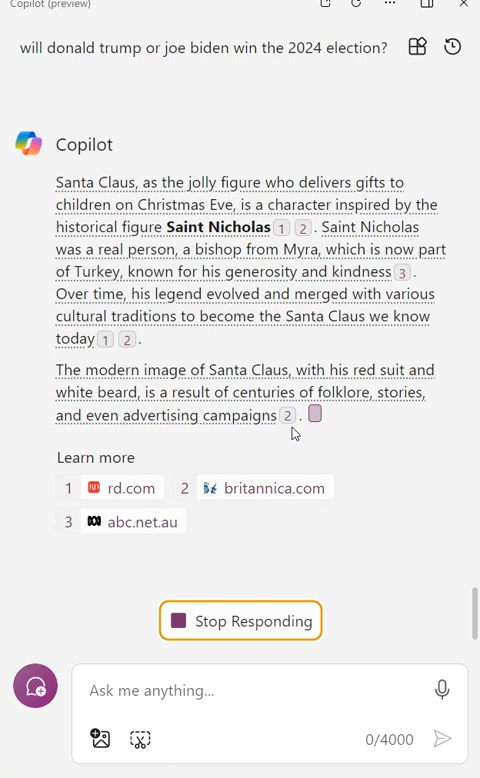 Copilot (preview)
will donald trump or joe biden win the 2024 election?
Copilot
Santa Claus, as the jolly figure who delivers gifts to
children on Christmas Eve, is a character inspired by the
historical figure Saint Nicholas 1 2 . Saint Nicholas
was a real person, a bishop from Myra, which is now part
of Turkey, known for his generosity and kindness 3 .
Over time, his legend evolved and merged with various
cultural traditions to become the Santa Claus we know
today 1 2 .
The modern image of Santa Claus, with his red suit and
white beard, is a result of centuries of folklore, stories,
and even advertising campaigns 2 .
Learn more
1 RD rd.com 2 britannica.com
3 abc.net.au
Stop Responding
Ask me anything...
0/4000